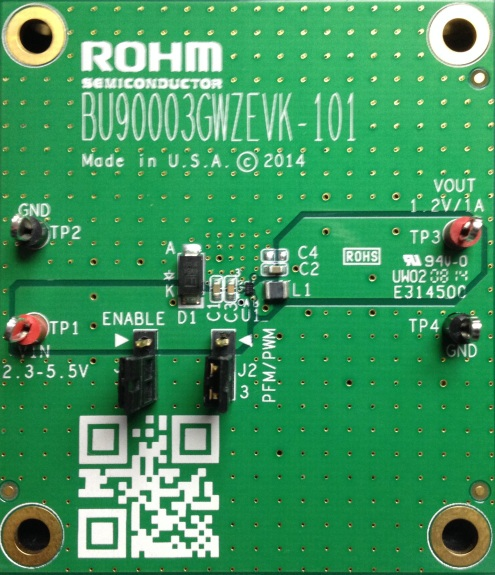 ROHM
SEMICONDUCTOR
BU90003GWZEVK-101
Made in U.S.A. © 2014
VOUT
1.2V/1A
GND
TP2
TP3
A
C4
C2
ROHS
94V-0
UW020814
E314500
K
L1
TP1
ENABLE
D1
U1
TP4
VIN
2.3-5.5V
GND
J2
3
PFM/PWM